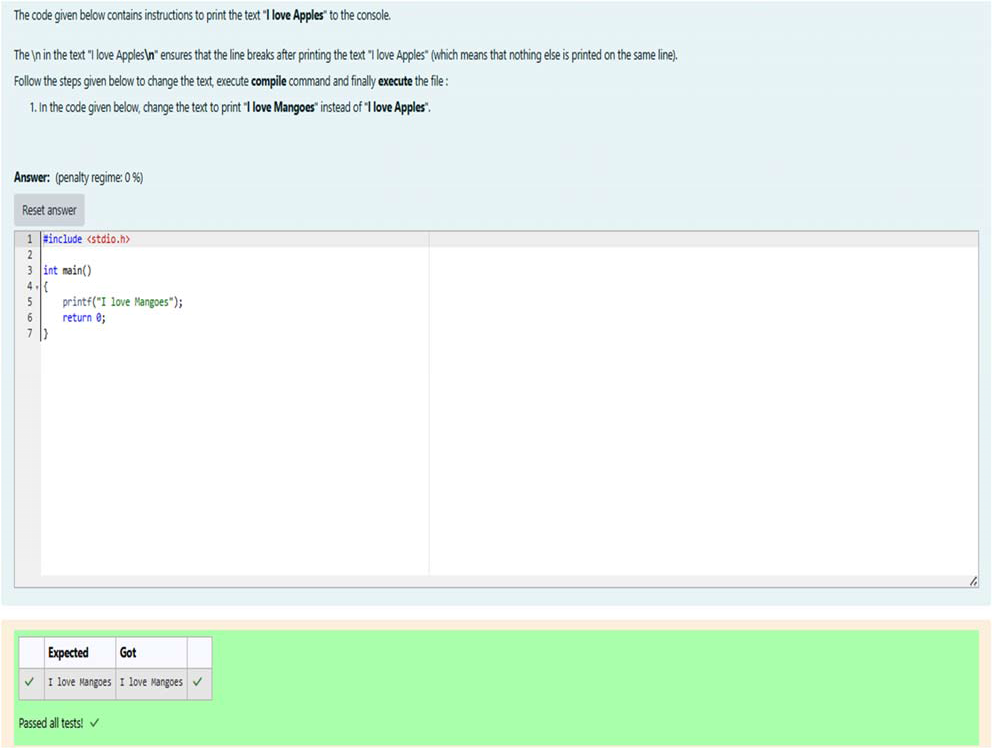 The code given below contains instructions to print the text "I love Apples" to the console.
The \n in the text "I love Apples\n" ensures that the line breaks after printing the text "I love Apples" (which means that nothing else is printed on the same line).
Follow the steps given below to change the text, execute compile command and finally execute the file :
1. In the code given below, change the text to print "I love Mangoes" instead of "I love Apples".
Answer: (penalty regime: 0 %)
Reset answer
1 #include <stdio.h>
2
3 int main()
4 {
5 printf("I love Mangoes");
6 return 0;
7 }
Expected Got
I love Mangoes I love Mangoes
Passed all tests!